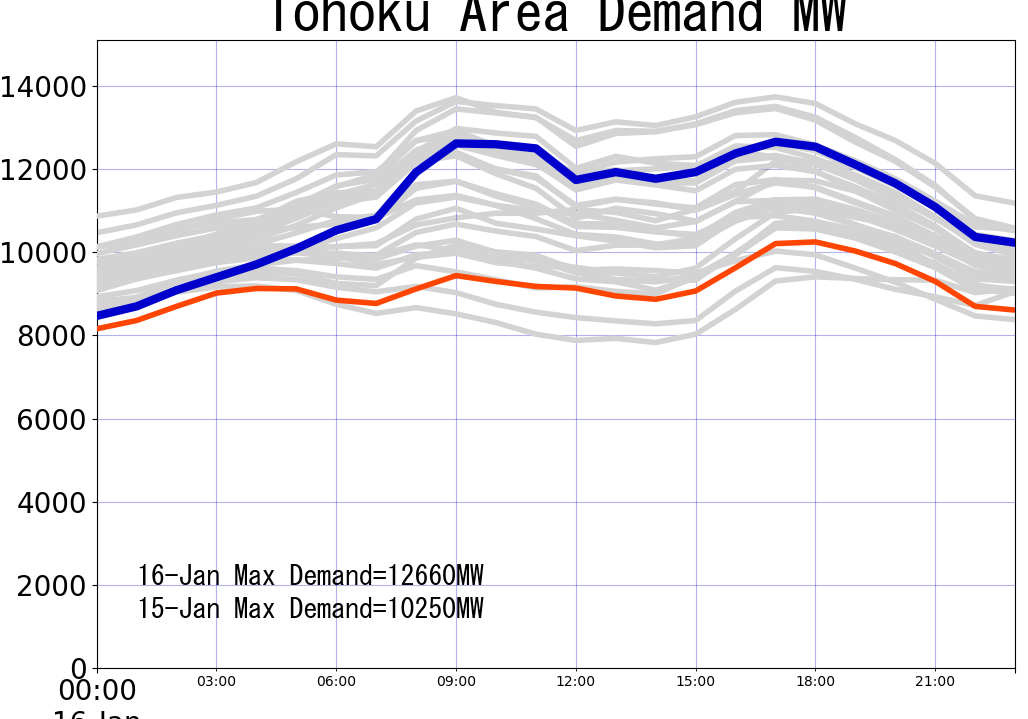 Tohoku Area Demand MW
14000
12000
10000
8000
6000
4000
2000
0
16-Jan Max Demand=12660MW
15-Jan Max Demand=10250MW
00:00 03:00 06:00 09:00 12:00 15:00 18:00 21:00
16-Jan